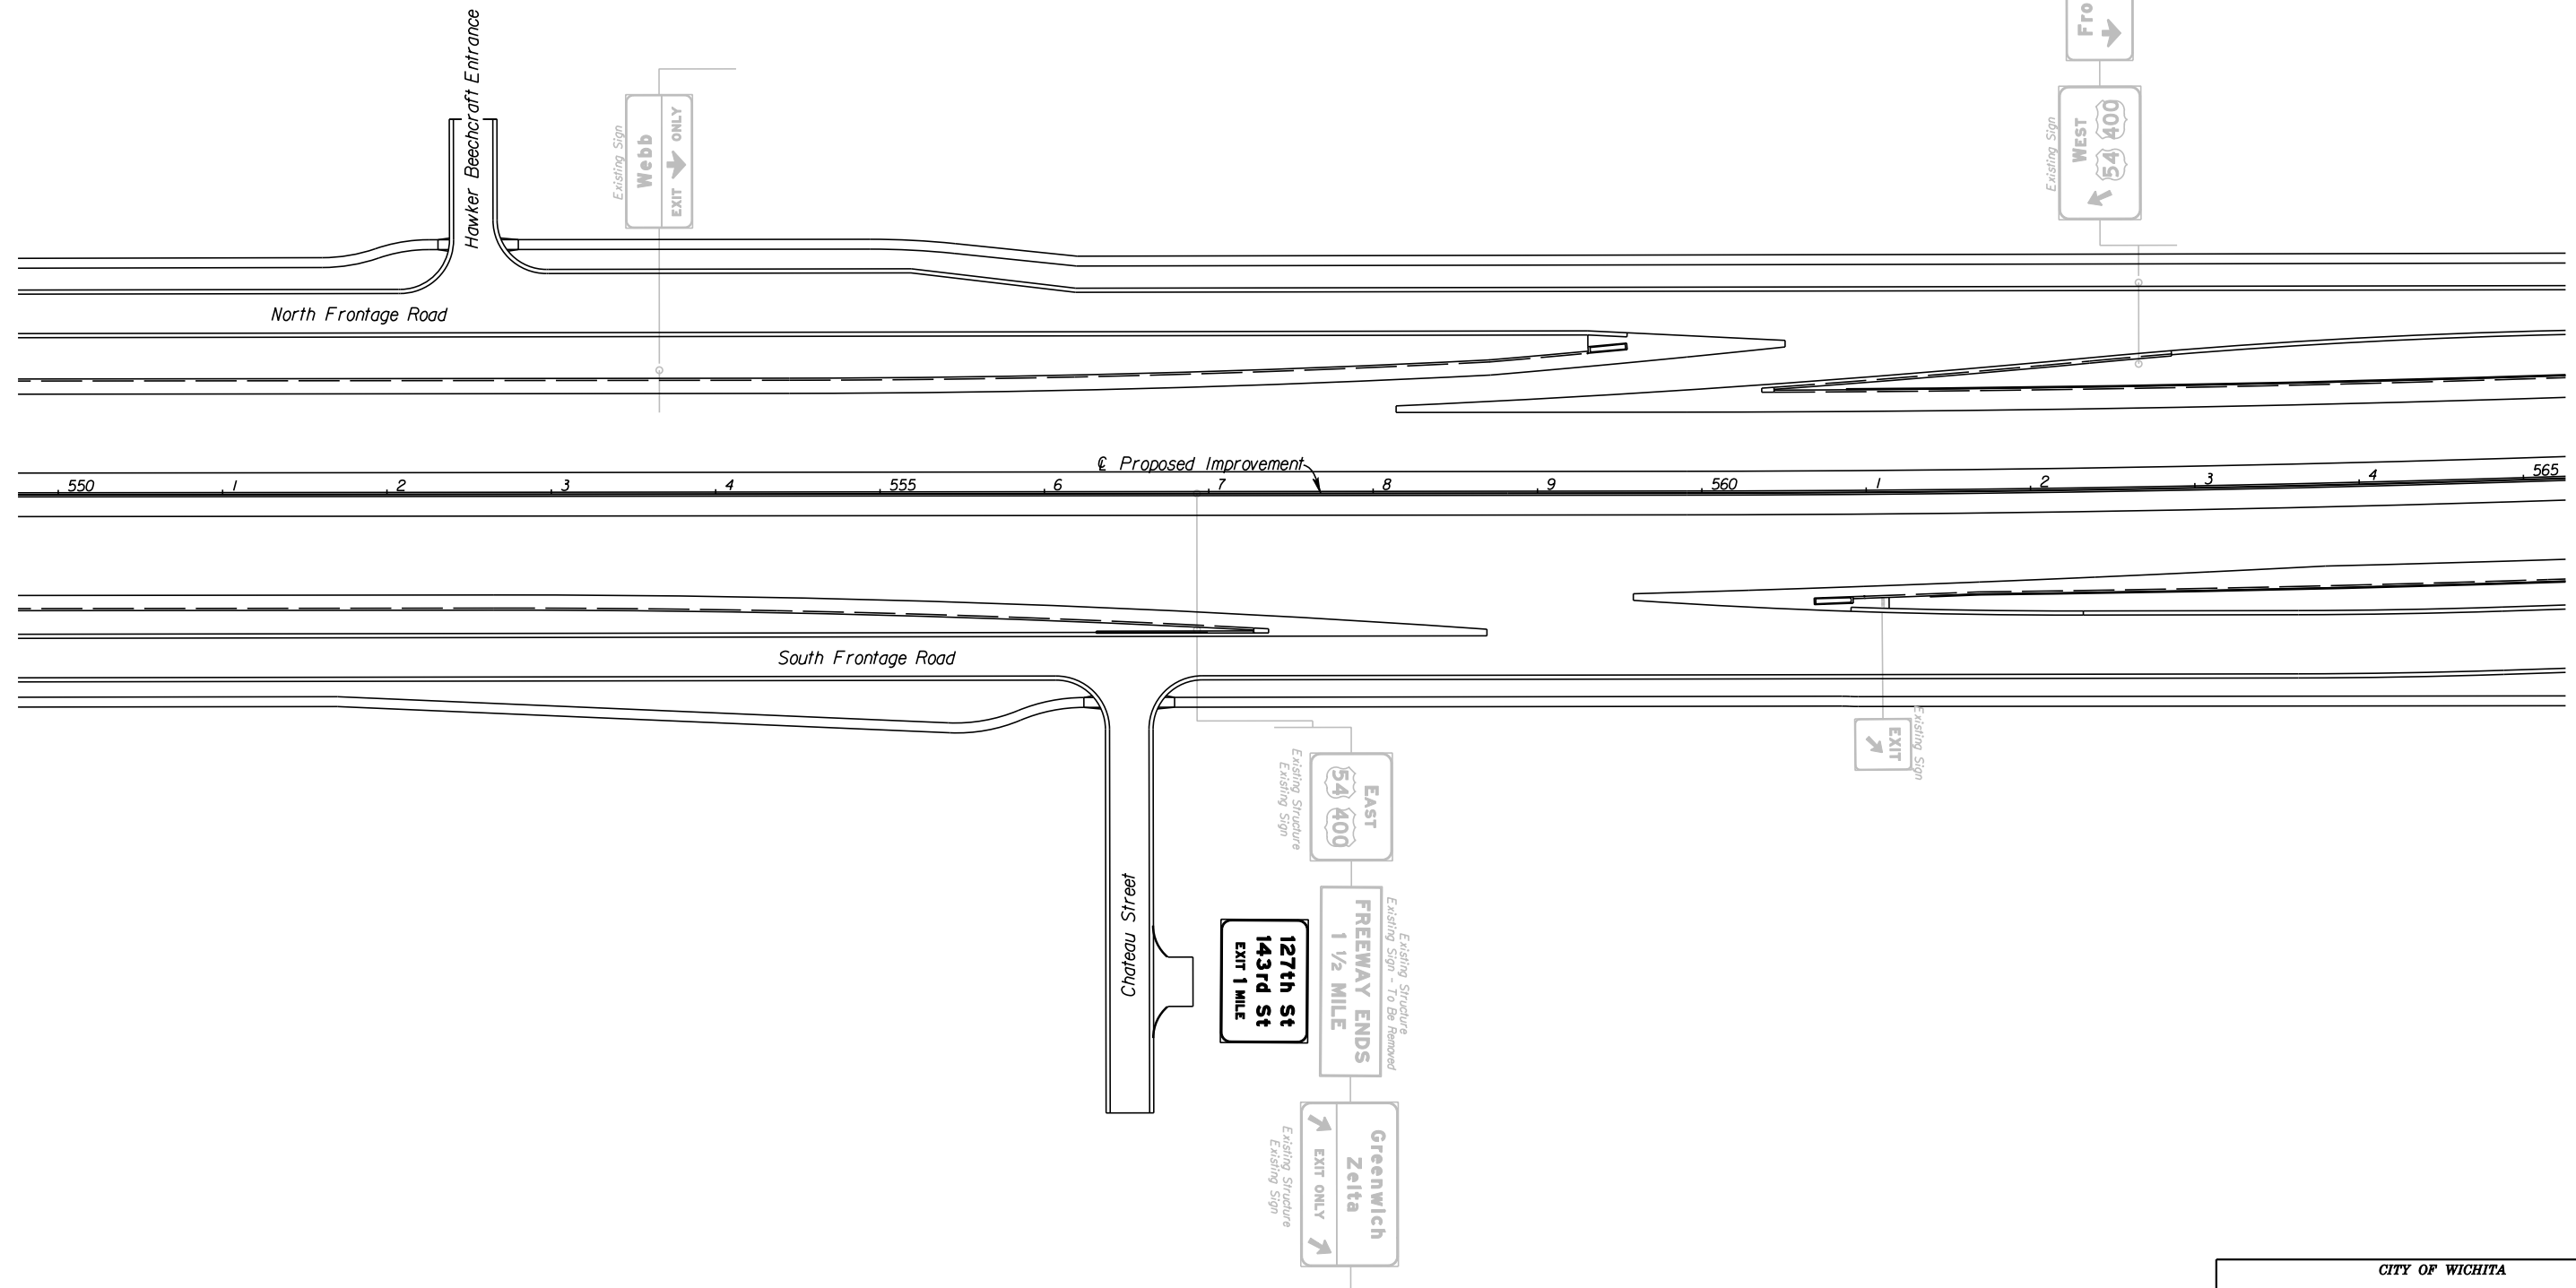 Hawker Beechcraft Entrance
Existing Sign
Webb
EXIT ONLY
Fro
Existing Sign
WEST
54 400
North Frontage Road
℄ Proposed Improvement
550 1 2 3 4 555 6 7 8 9 560 1 2 3 4 565
South Frontage Road
Chateau Street
EAST
54 400
Existing Structure
Existing Sign
Existing Sign
EXIT
127th St
143rd St
EXIT 1 MILE
Existing Structure
Existing Sign - To Be Removed
FREEWAY ENDS
1 ½ MILE
Greenwich
Zelta
EXIT ONLY
Existing Structure
Existing Sign
CITY OF WICHITA